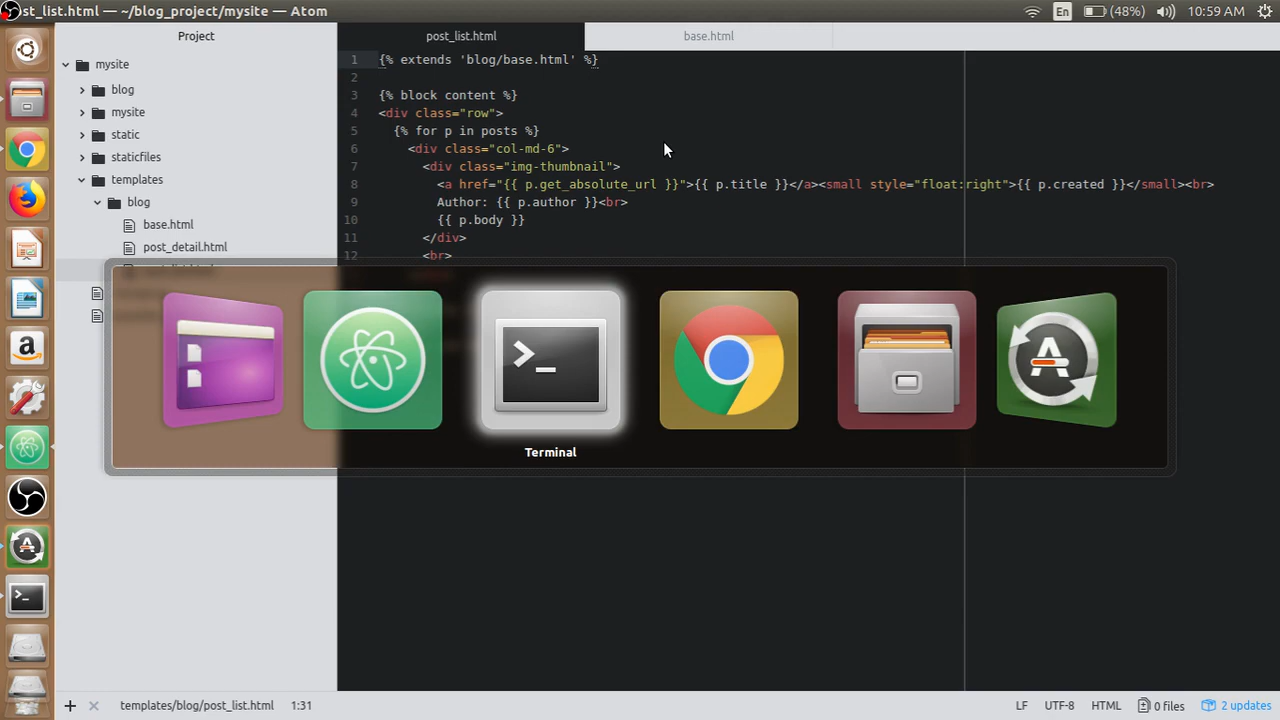 st_list.html — ~/blog_project/mysite — Atom
En
(48%)
10:59 AM
Project
post_list.html
base.html
mysite
blog
mysite
static
staticfiles
templates
blog
base.html
post_detail.html
1 {% extends 'blog/base.html' %}
2
3 {% block content %}
4 <div class="row">
5 {% for p in posts %}
6 <div class="col-md-6">
7 <div class="img-thumbnail">
8 <a href="{{ p.get_absolute_url }}">{{ p.title }}</a><small style="float:right">{{ p.created }}</small><br>
9 Author: {{ p.author }}<br>
10 {{ p.body }}
11 </div>
12 <br>
Terminal
templates/blog/post_list.html
1:31
LF
UTF-8
HTML
0 files
2 updates